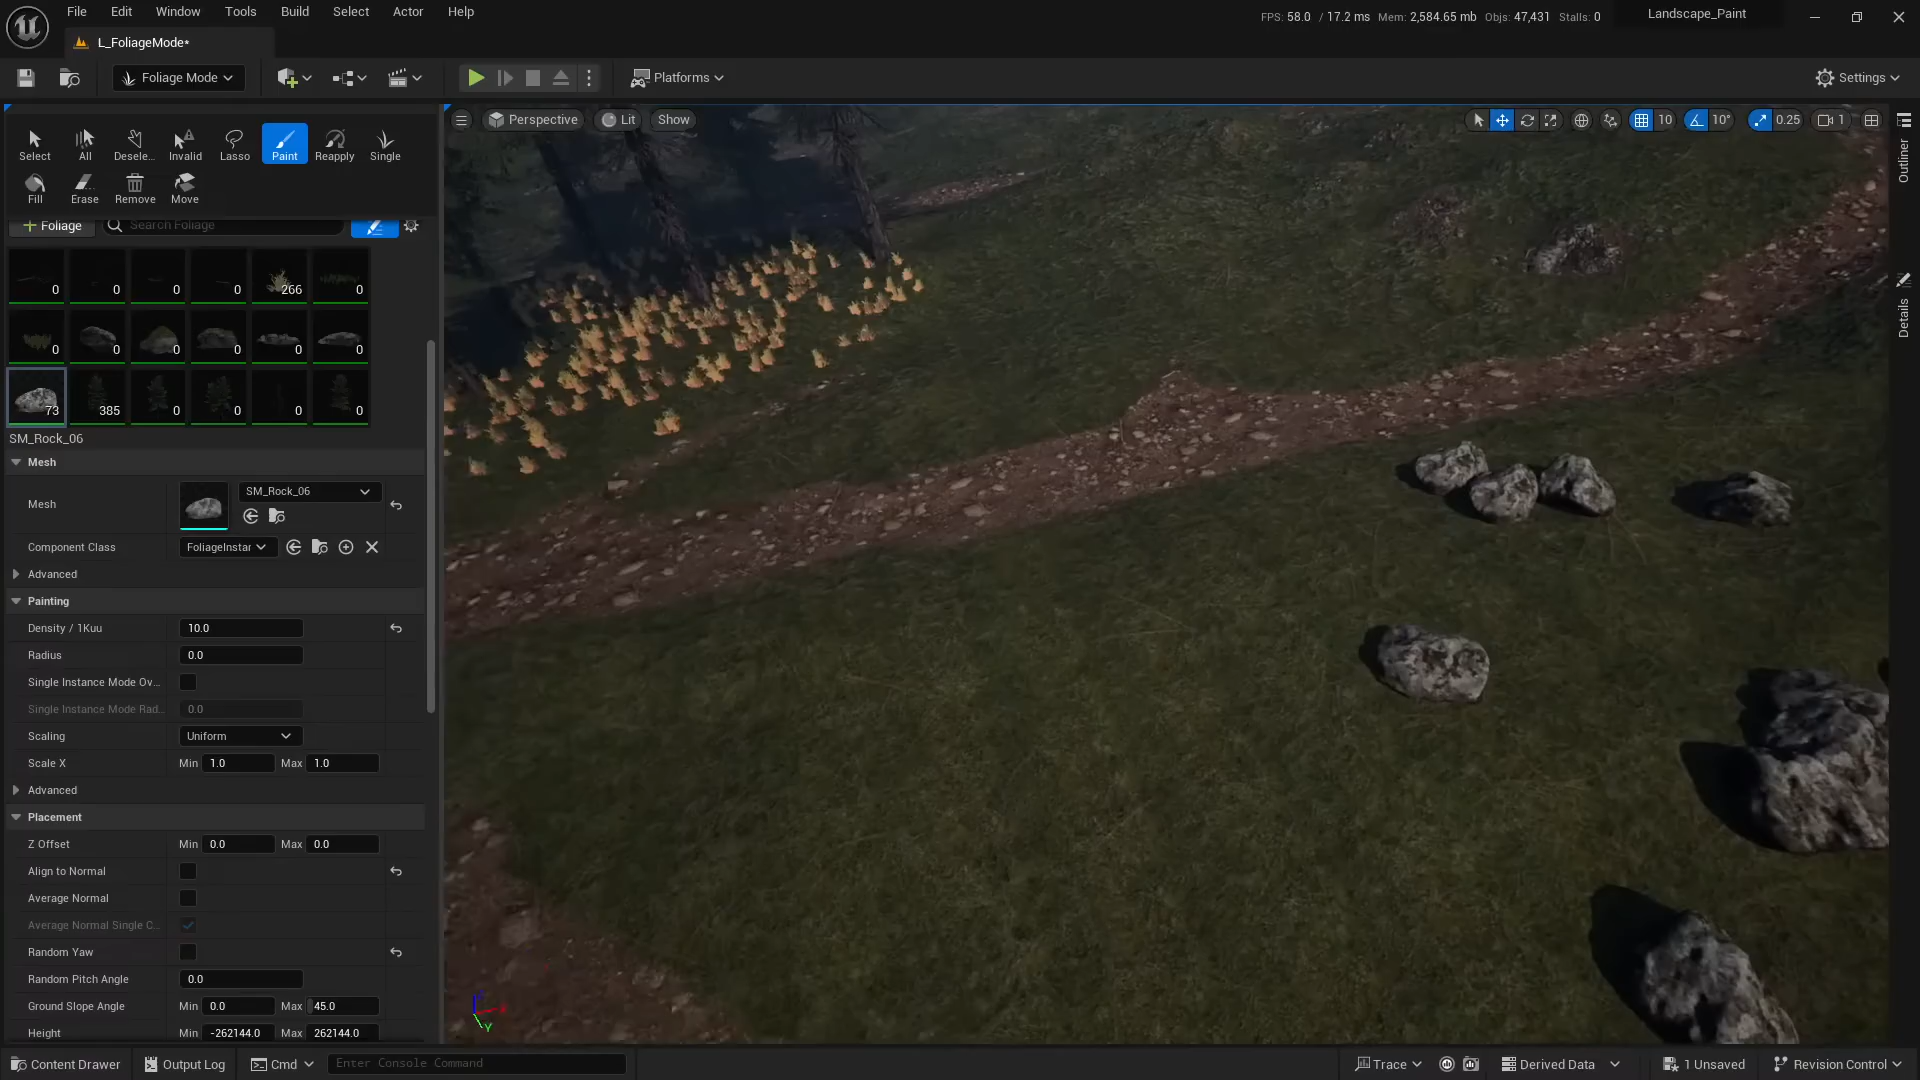 File Edit Window Tools Build Select Actor Help
FPS: 58.0 / 17.2 ms Mem: 2,584.65 mb Objs: 47,431 Stalls: 0
Landscape_Paint
L_FoliageMode*
Foliage Mode
Platforms
Settings
Select All Desele... Invalid Lasso Paint Reapply Single
Fill Erase Remove Move
Perspective Lit Show
10 10° 0.25 1
Outliner
Details
+ Foliage Search Foliage
0 0 0 0 266 0
0 0 0 0 0 0
73 385 0 0 0 0
SM_Rock_06
Mesh
Mesh SM_Rock_06
Component Class FoliageInstar
Advanced
Painting
Density / 1Kuu 10.0
Radius 0.0
Single Instance Mode Ov...
Single Instance Mode Rad.. 0.0
Scaling Uniform
Scale X Min 1.0 Max 1.0
Advanced
Placement
Z Offset Min 0.0 Max 0.0
Align to Normal
Average Normal
Average Normal Single C...
Random Yaw
Random Pitch Angle 0.0
Ground Slope Angle Min 0.0 Max 45.0
Height Min -262144.0 Max 262144.0
Y
Content Drawer Output Log Cmd Enter Console Command
Trace Derived Data 1 Unsaved Revision Control